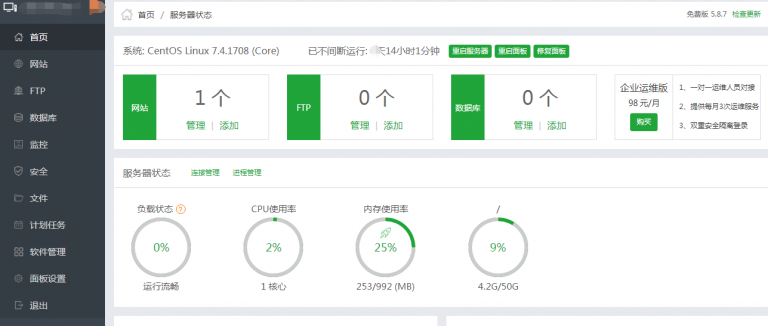 首页 / 服务器状态
免费版 5.8.7 检查更新
首页
网站
FTP
数据库
监控
安全
文件
计划任务
软件管理
面板设置
退出
系统: CentOS Linux 7.4.1708 (Core)
已不间断运行: 天14小时1分钟
重启服务器 重启面板 修复面板
网站
1 个
管理 | 添加
FTP
0 个
管理 | 添加
数据库
0 个
管理 | 添加
企业运维版
98 元/月
购买
1、一对一运维人员对接
2、提供每月3次运维服务
3、双重安全隔离登录
服务器状态 连接管理 进程管理
负载状态 ?
0%
运行流畅
CPU使用率
2%
1 核心
内存使用率
25%
253/992 (MB)
/
9%
4.2G/50G